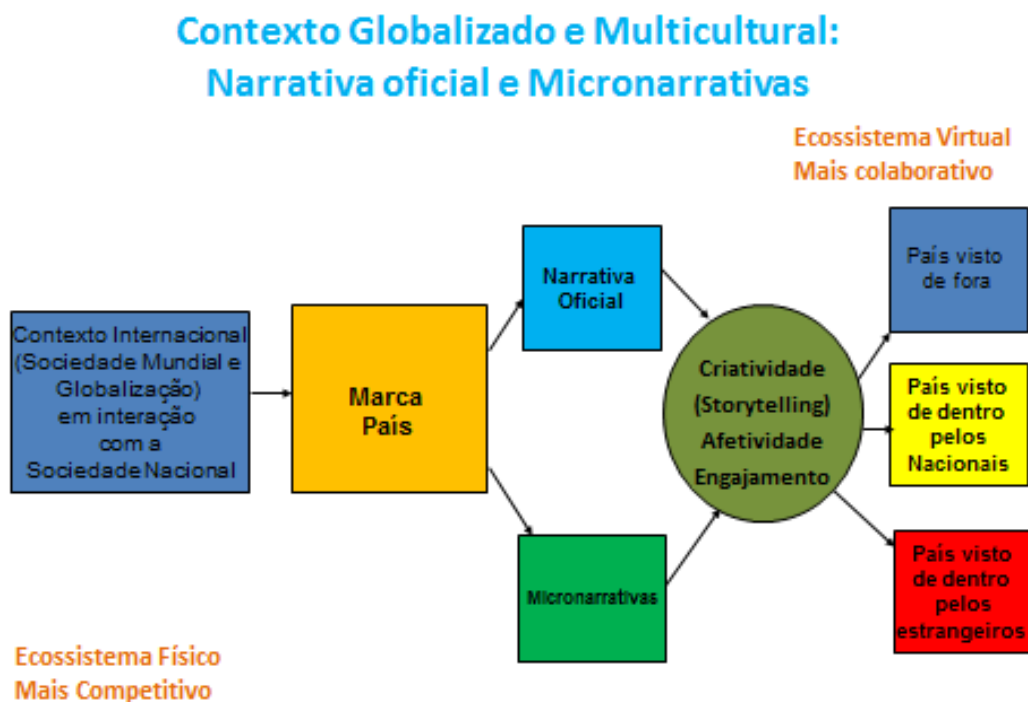 Contexto Globalizado e Multicultural:
Narrativa oficial e Micronarrativas
Ecossistema Virtual
Mais colaborativo
Contexto Internacional
(Sociedade Mundial e
Globalização)
em interação
com a
Sociedade Nacional
Marca
País
Narrativa
Oficial
Micronarrativas
Criatividade
(Storytelling)
Afetividade
Engajamento
País visto
de fora
País visto
de dentro
pelos
Nacionais
País visto
de dentro
pelos
estrangeiros
Ecossistema Físico
Mais Competitivo